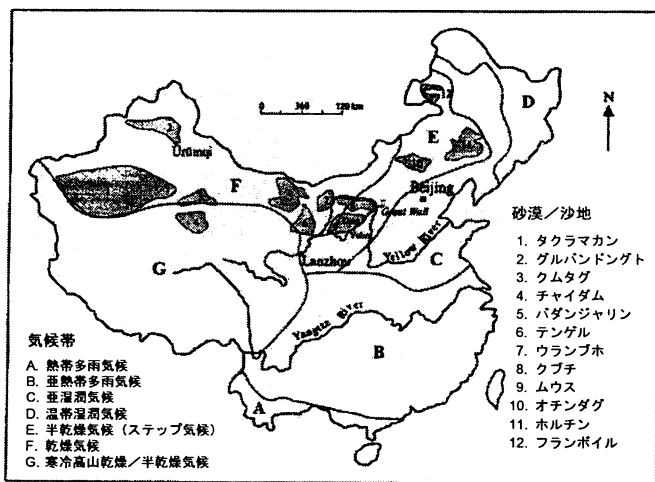 D
N
0 360 720 km
12
E
Ürümqi
F
Beijing
Great Wall
Yellow River
Lanzhou
C
G
Yangtze River
B
A
気候帯
A. 熱帯多雨気候
B. 亜熱帯多雨気候
C. 亜湿潤気候
D. 温帯湿潤気候
E. 半乾燥気候（ステップ気候）
F. 乾燥気候
G. 寒冷高山乾燥／半乾燥気候
砂漠／沙地
1. タクラマカン
2. グルバンドングト
3. クムタグ
4. チャイダム
5. バダンジャリン
6. テンゲル
7. ウランブホ
8. クブチ
9. ムウス
10. オチンダグ
11. ホルチン
12. フランボイル